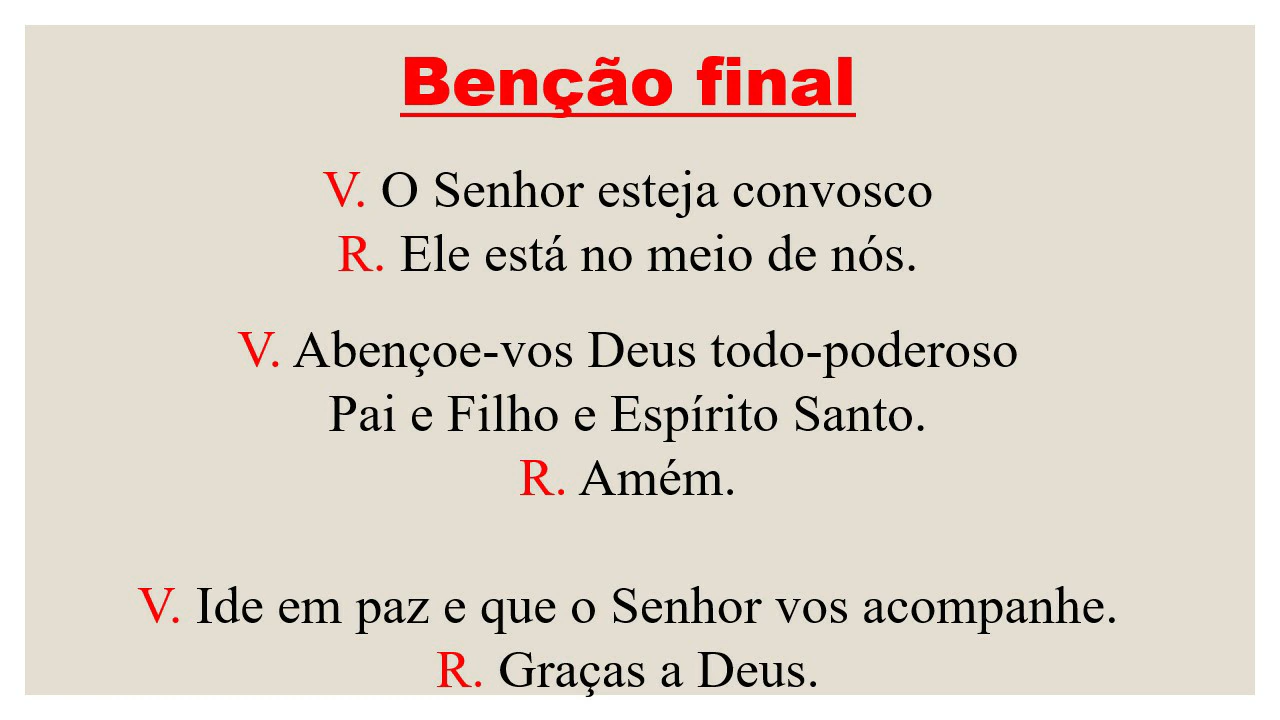 Benção final
V. O Senhor esteja convosco
R. Ele está no meio de nós.
V. Abençoe-vos Deus todo-poderoso
Pai e Filho e Espírito Santo.
R. Amém.
V. Ide em paz e que o Senhor vos acompanhe.
R. Graças a Deus.